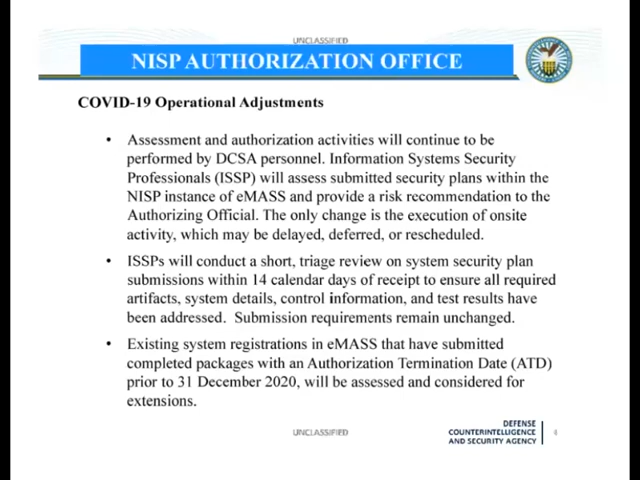 UNCLASSIFIED
NISP AUTHORIZATION OFFICE
COVID-19 Operational Adjustments
• Assessment and authorization activities will continue to be
performed by DCSA personnel. Information Systems Security
Professionals (ISSP) will assess submitted security plans within the
NISP instance of eMASS and provide a risk recommendation to the
Authorizing Official. The only change is the execution of onsite
activity, which may be delayed, deferred, or rescheduled.
• ISSPs will conduct a short, triage review on system security plan
submissions within 14 calendar days of receipt to ensure all required
artifacts, system details, control information, and test results have
been addressed. Submission requirements remain unchanged.
• Existing system registrations in eMASS that have submitted
completed packages with an Authorization Termination Date (ATD)
prior to 31 December 2020, will be assessed and considered for
extensions.
UNCLASSIFIED
DEFENSE
COUNTERINTELLIGENCE
AND SECURITY AGENCY